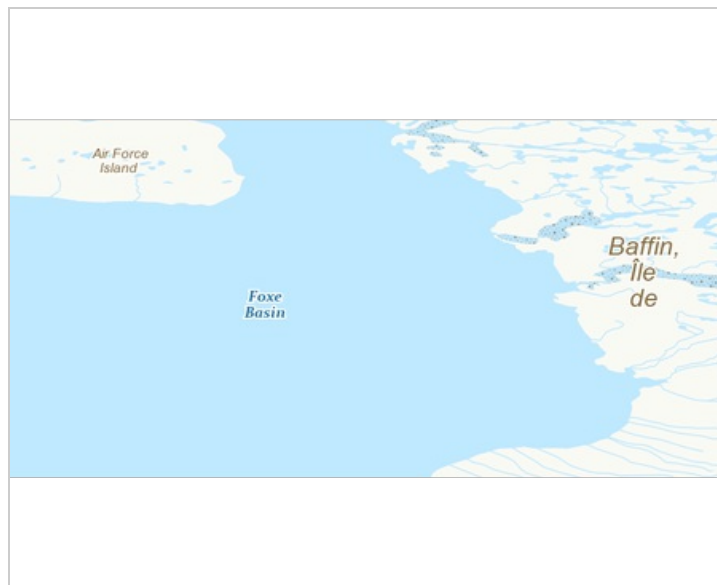 Air Force
Island
Baffin,
Île
de
Foxe
Basin